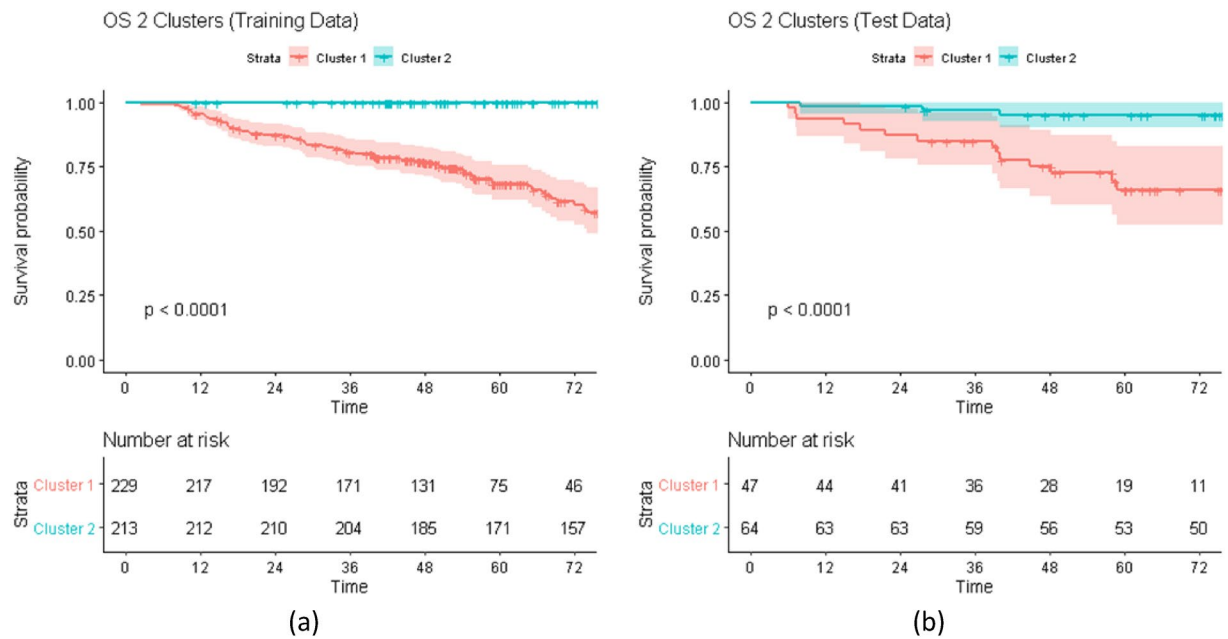 OS 2 Clusters (Training Data)
Strata Cluster 1 Cluster 2
1.00
0.75
0.50
0.25
0.00
Survival probability
p < 0.0001
0 12 24 36 48 60 72
Time
Number at risk
Strata
Cluster 1 229 217 192 171 131 75 46
Cluster 2 213 212 210 204 185 171 157
0 12 24 36 48 60 72
Time
(a)
OS 2 Clusters (Test Data)
Strata Cluster 1 Cluster 2
1.00
0.75
0.50
0.25
0.00
Survival probability
p < 0.0001
0 12 24 36 48 60 72
Time
Number at risk
Strata
Cluster 1 47 44 41 36 28 19 11
Cluster 2 64 63 63 59 56 53 50
0 12 24 36 48 60 72
Time
(b)